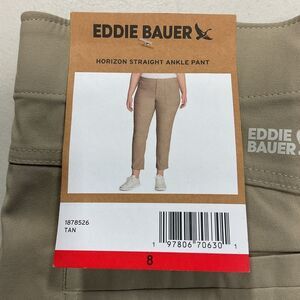 EDDIE BAUER
HORIZON STRAIGHT ANKLE PANT
EDDIE
BAUER
1878526
TAN
1 97806 70630 1
8